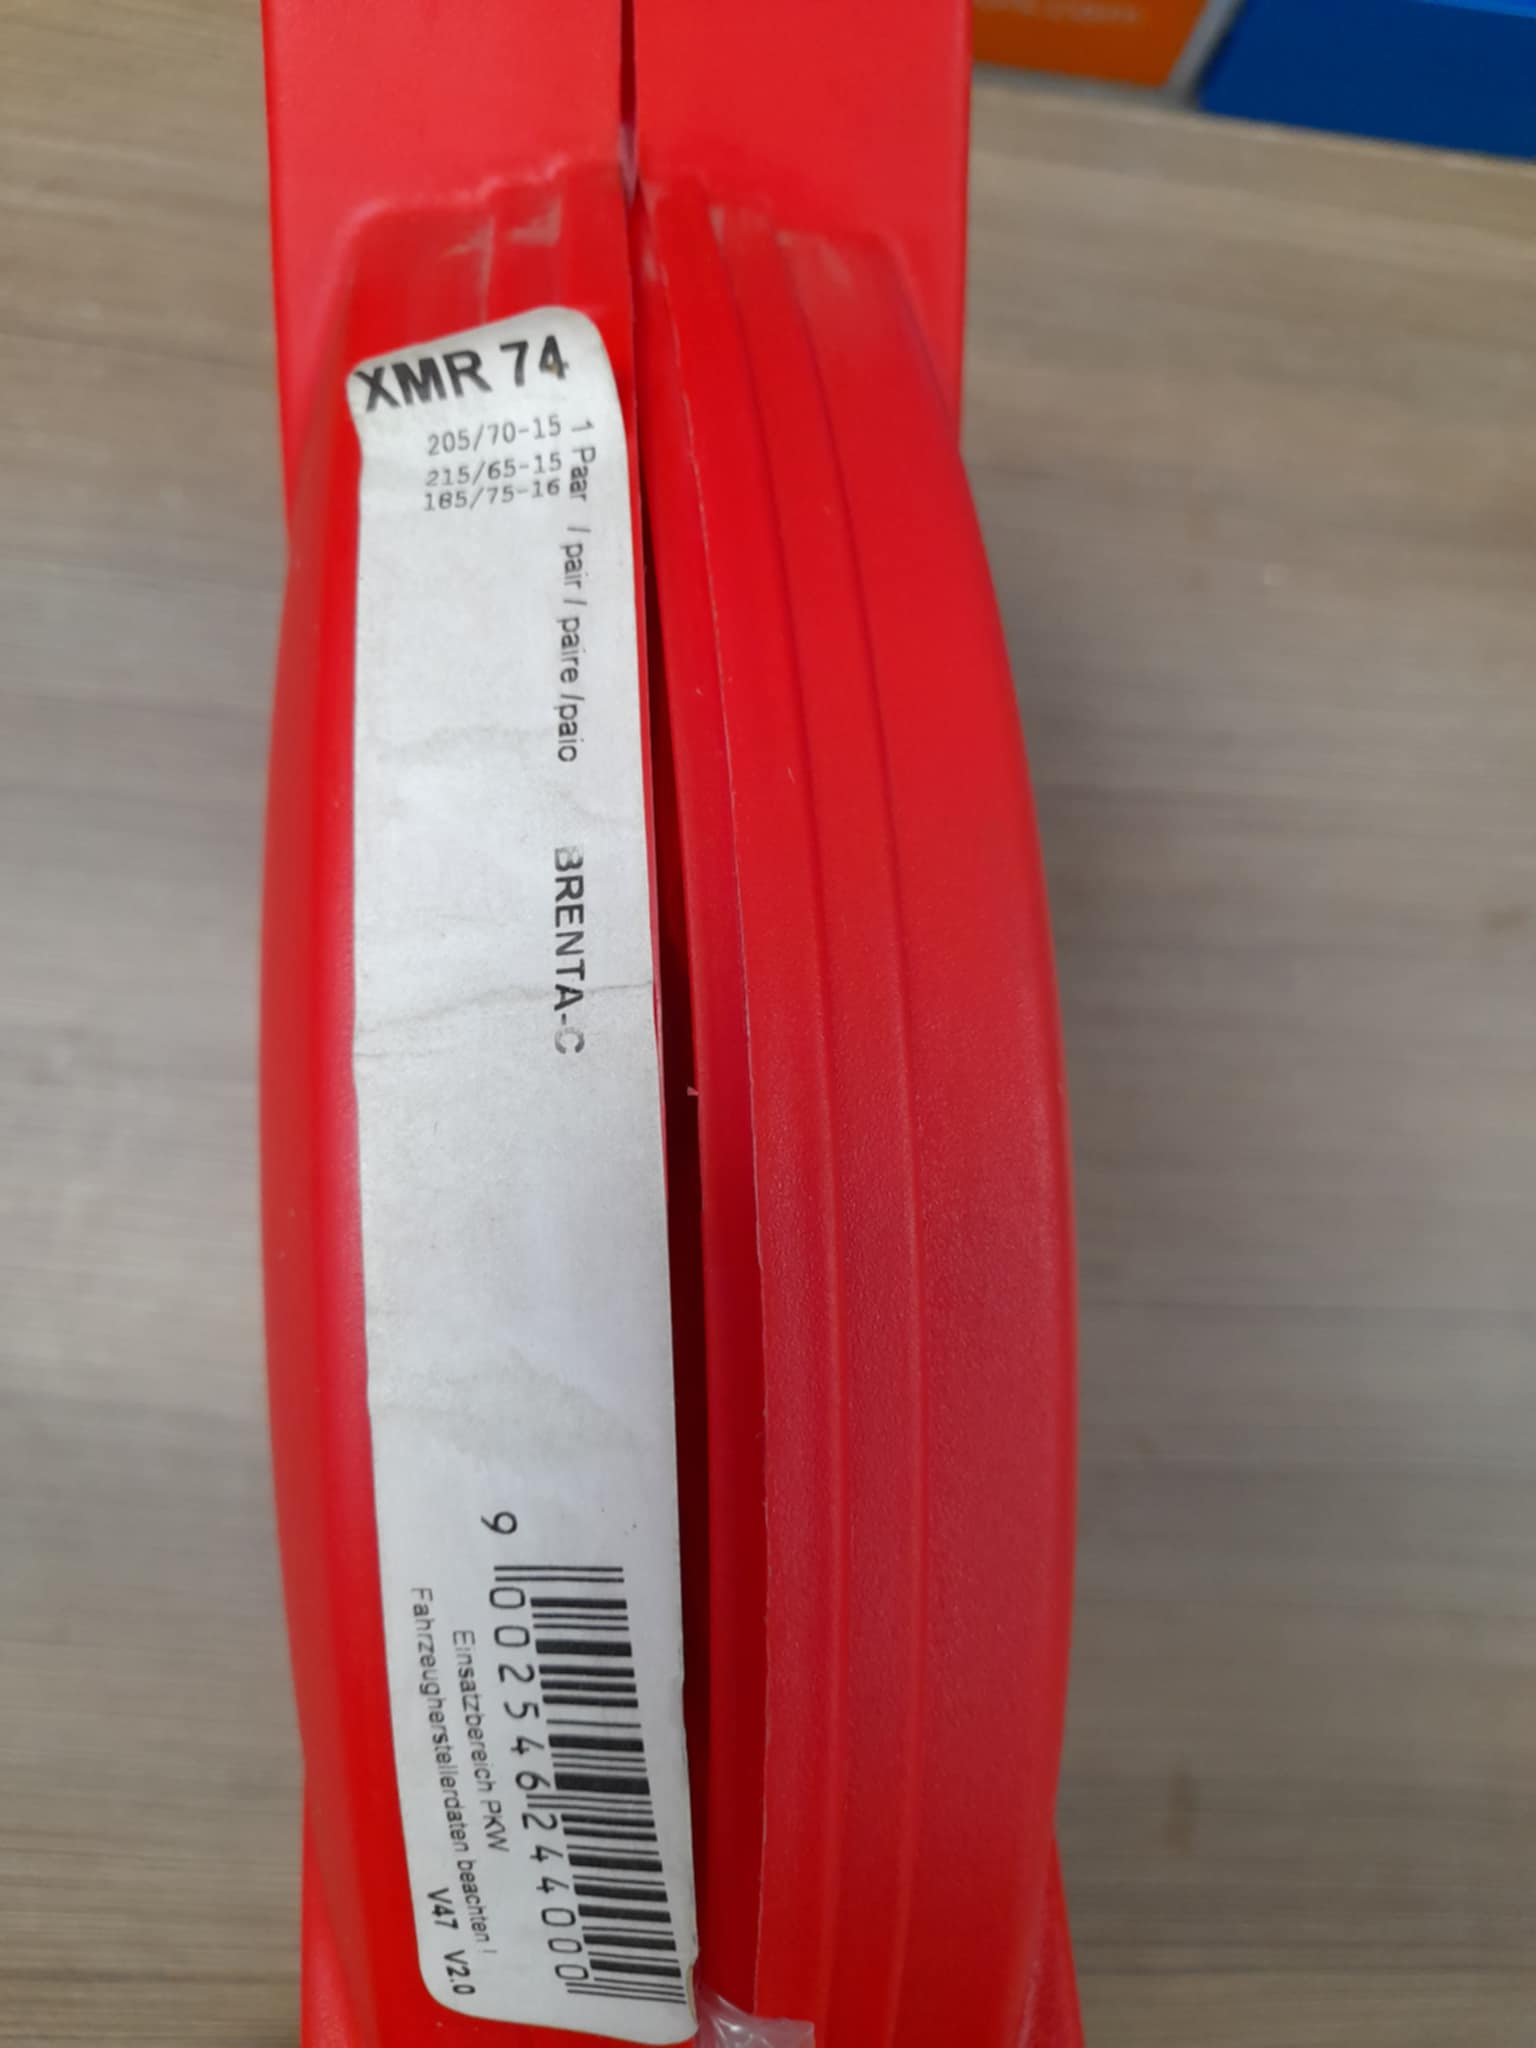 XMR 74
205/70-15
215/65-15
185/75-16
1 Paar / pair / paire /paio
BRENTA-C
9 002546 244000
Einsatzbereich PKW
Fahrzeugherstellerdaten beachten !
V47 V2.0